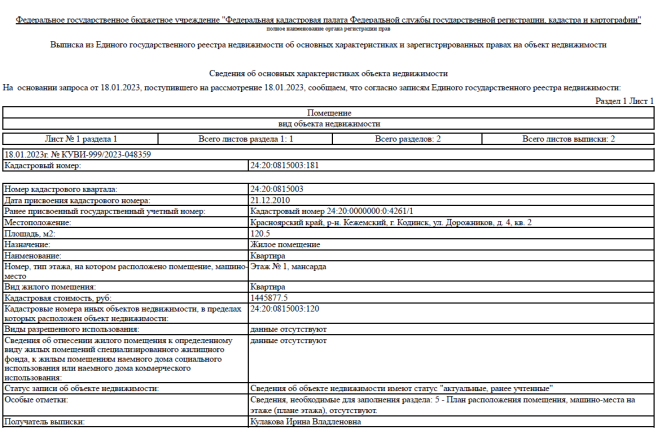 Федеральное государственное бюджетное учреждение "Федеральная кадастровая палата Федеральной службы государственной регистрации, кадастра и картографии"
полное наименование органа регистрации прав
Выписка из Единого государственного реестра недвижимости об основных характеристиках и зарегистрированных правах на объект недвижимости
Сведения об основных характеристиках объекта недвижимости
На основании запроса от 18.01.2023, поступившего на рассмотрение 18.01.2023, сообщаем, что согласно записям Единого государственного реестра недвижимости:
Раздел 1 Лист 1
Помещение
вид объекта недвижимости
Лист № 1 раздела 1 Всего листов раздела 1: 1 Всего разделов: 2 Всего листов выписки: 2
18.01.2023г. № КУВИ-999/2023-048359
Кадастровый номер: 24:20:0815003:181
Номер кадастрового квартала: 24:20:0815003
Дата присвоения кадастрового номера: 21.12.2010
Ранее присвоенный государственный учетный номер: Кадастровый номер 24:20:0000000:0:4261/1
Местоположение: Красноярский край, р-н. Кежемский, г. Кодинск, ул. Дорожников, д. 4, кв. 2
Площадь, м2: 120.5
Назначение: Жилое помещение
Наименование: Квартира
Номер, тип этажа, на котором расположено помещение, машино- Этаж № 1, мансарда
место
Вид жилого помещения: Квартира
Кадастровая стоимость, руб: 1445877.5
Кадастровые номера иных объектов недвижимости, в пределах 24:20:0815003:120
которых расположен объект недвижимости:
Виды разрешенного использования: данные отсутствуют
Сведения об отнесении жилого помещения к определенному данные отсутствуют
виду жилых помещений специализированного жилищного
фонда, к жилым помещениям наемного дома социального
использования или наемного дома коммерческого
использования:
Статус записи об объекте недвижимости: Сведения об объекте недвижимости имеют статус "актуальные, ранее учтенные"
Особые отметки: Сведения, необходимые для заполнения раздела: 5 - План расположения помещения, машино-места на
этаже (плане этажа), отсутствуют.
Получатель выписки: Кулакова Ирина Владленовна